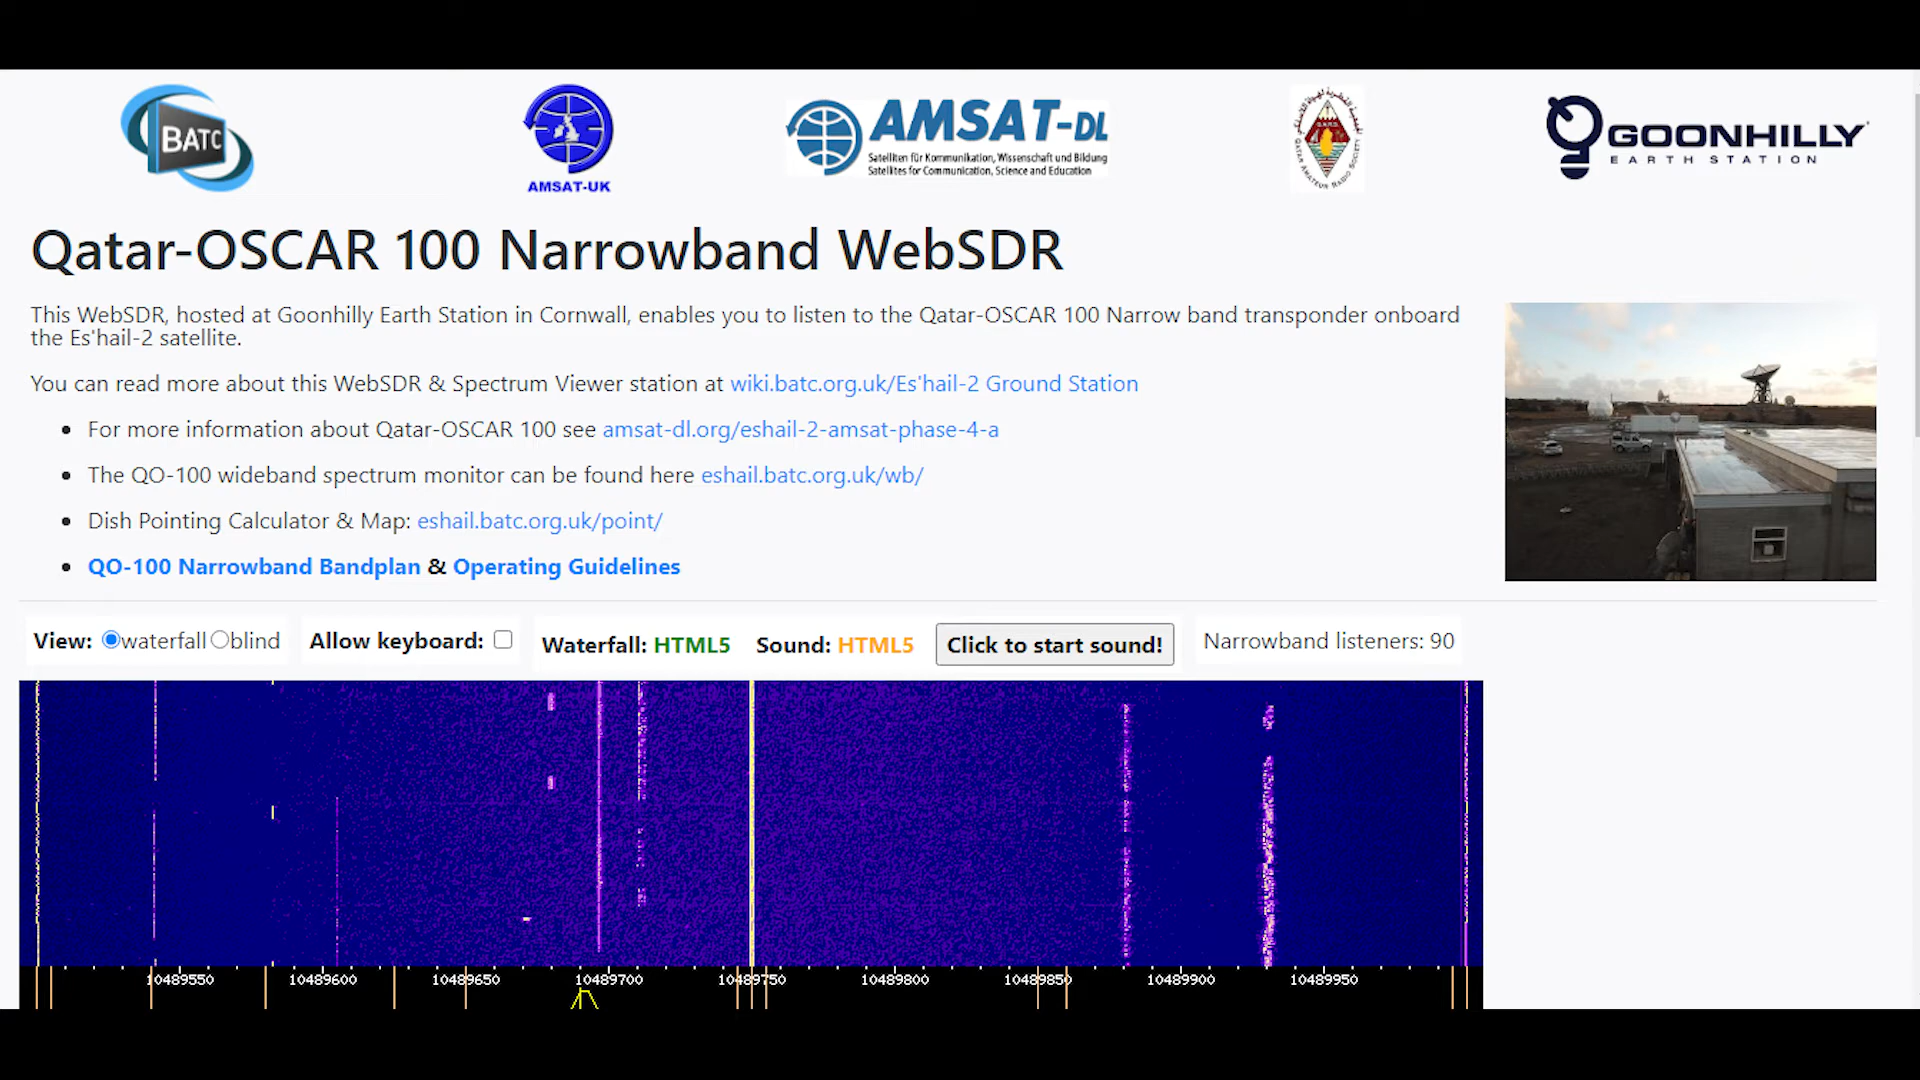 BATC
AMSAT-UK
AMSAT-DL
Satelliten für Kommunikation, Wissenschaft und Bildung
Satellites for Communication, Science and Education
QATAR AMATEUR RADIO SOCIETY
GOONHILLY
EARTH STATION
Qatar-OSCAR 100 Narrowband WebSDR
This WebSDR, hosted at Goonhilly Earth Station in Cornwall, enables you to listen to the Qatar-OSCAR 100 Narrow band transponder onboard
the Es'hail-2 satellite.
You can read more about this WebSDR & Spectrum Viewer station at wiki.batc.org.uk/Es'hail-2 Ground Station
For more information about Qatar-OSCAR 100 see amsat-dl.org/eshail-2-amsat-phase-4-a
The QO-100 wideband spectrum monitor can be found here eshail.batc.org.uk/wb/
Dish Pointing Calculator & Map: eshail.batc.org.uk/point/
QO-100 Narrowband Bandplan & Operating Guidelines
View: waterfall blind Allow keyboard: Waterfall: HTML5 Sound: HTML5 Click to start sound! Narrowband listeners: 90
10489550 10489600 10489650 10489700 10489750 10489800 10489850 10489900 10489950